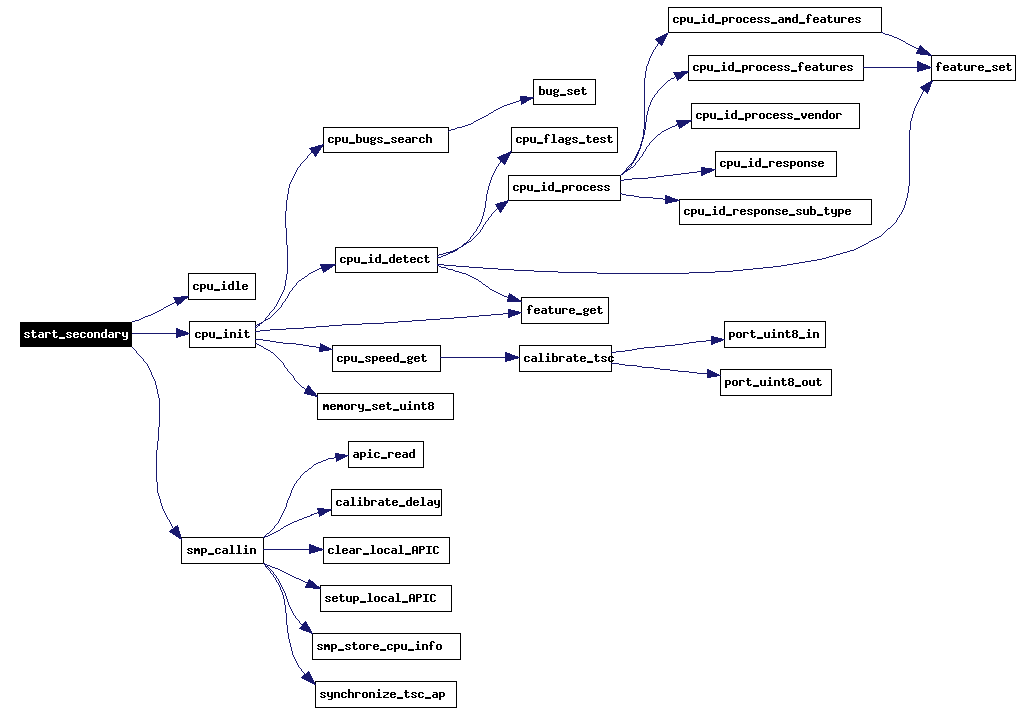 cpu_id_process_amd_features
cpu_id_process_features
feature_set
bug_set
cpu_id_process_vendor
cpu_bugs_search
cpu_flags_test
cpu_id_response
cpu_id_process
cpu_id_response_sub_type
cpu_id_detect
cpu_idle
feature_get
start_secondary
cpu_init
port_uint8_in
cpu_speed_get
calibrate_tsc
port_uint8_out
memory_set_uint8
apic_read
calibrate_delay
smp_callin
clear_local_APIC
setup_local_APIC
smp_store_cpu_info
synchronize_tsc_ap